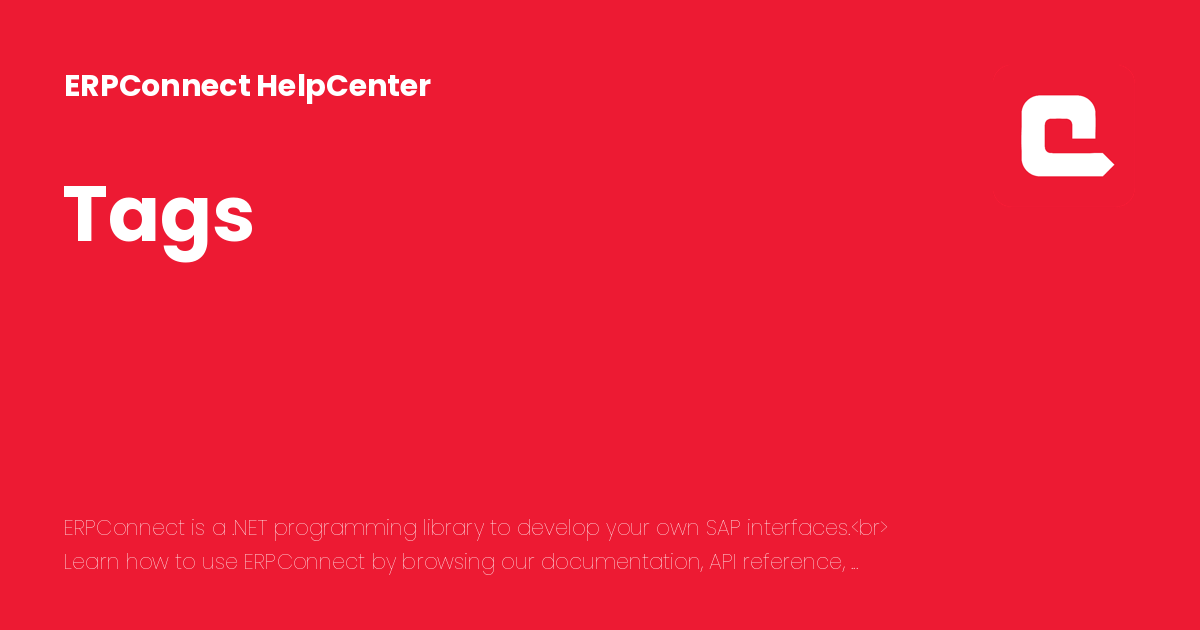 ERPConnect HelpCenter
Tags
ERPConnect is a .NET programming library to develop your own SAP interfaces.<br>
Learn how to use ERPConnect by browsing our documentation, API reference, ...